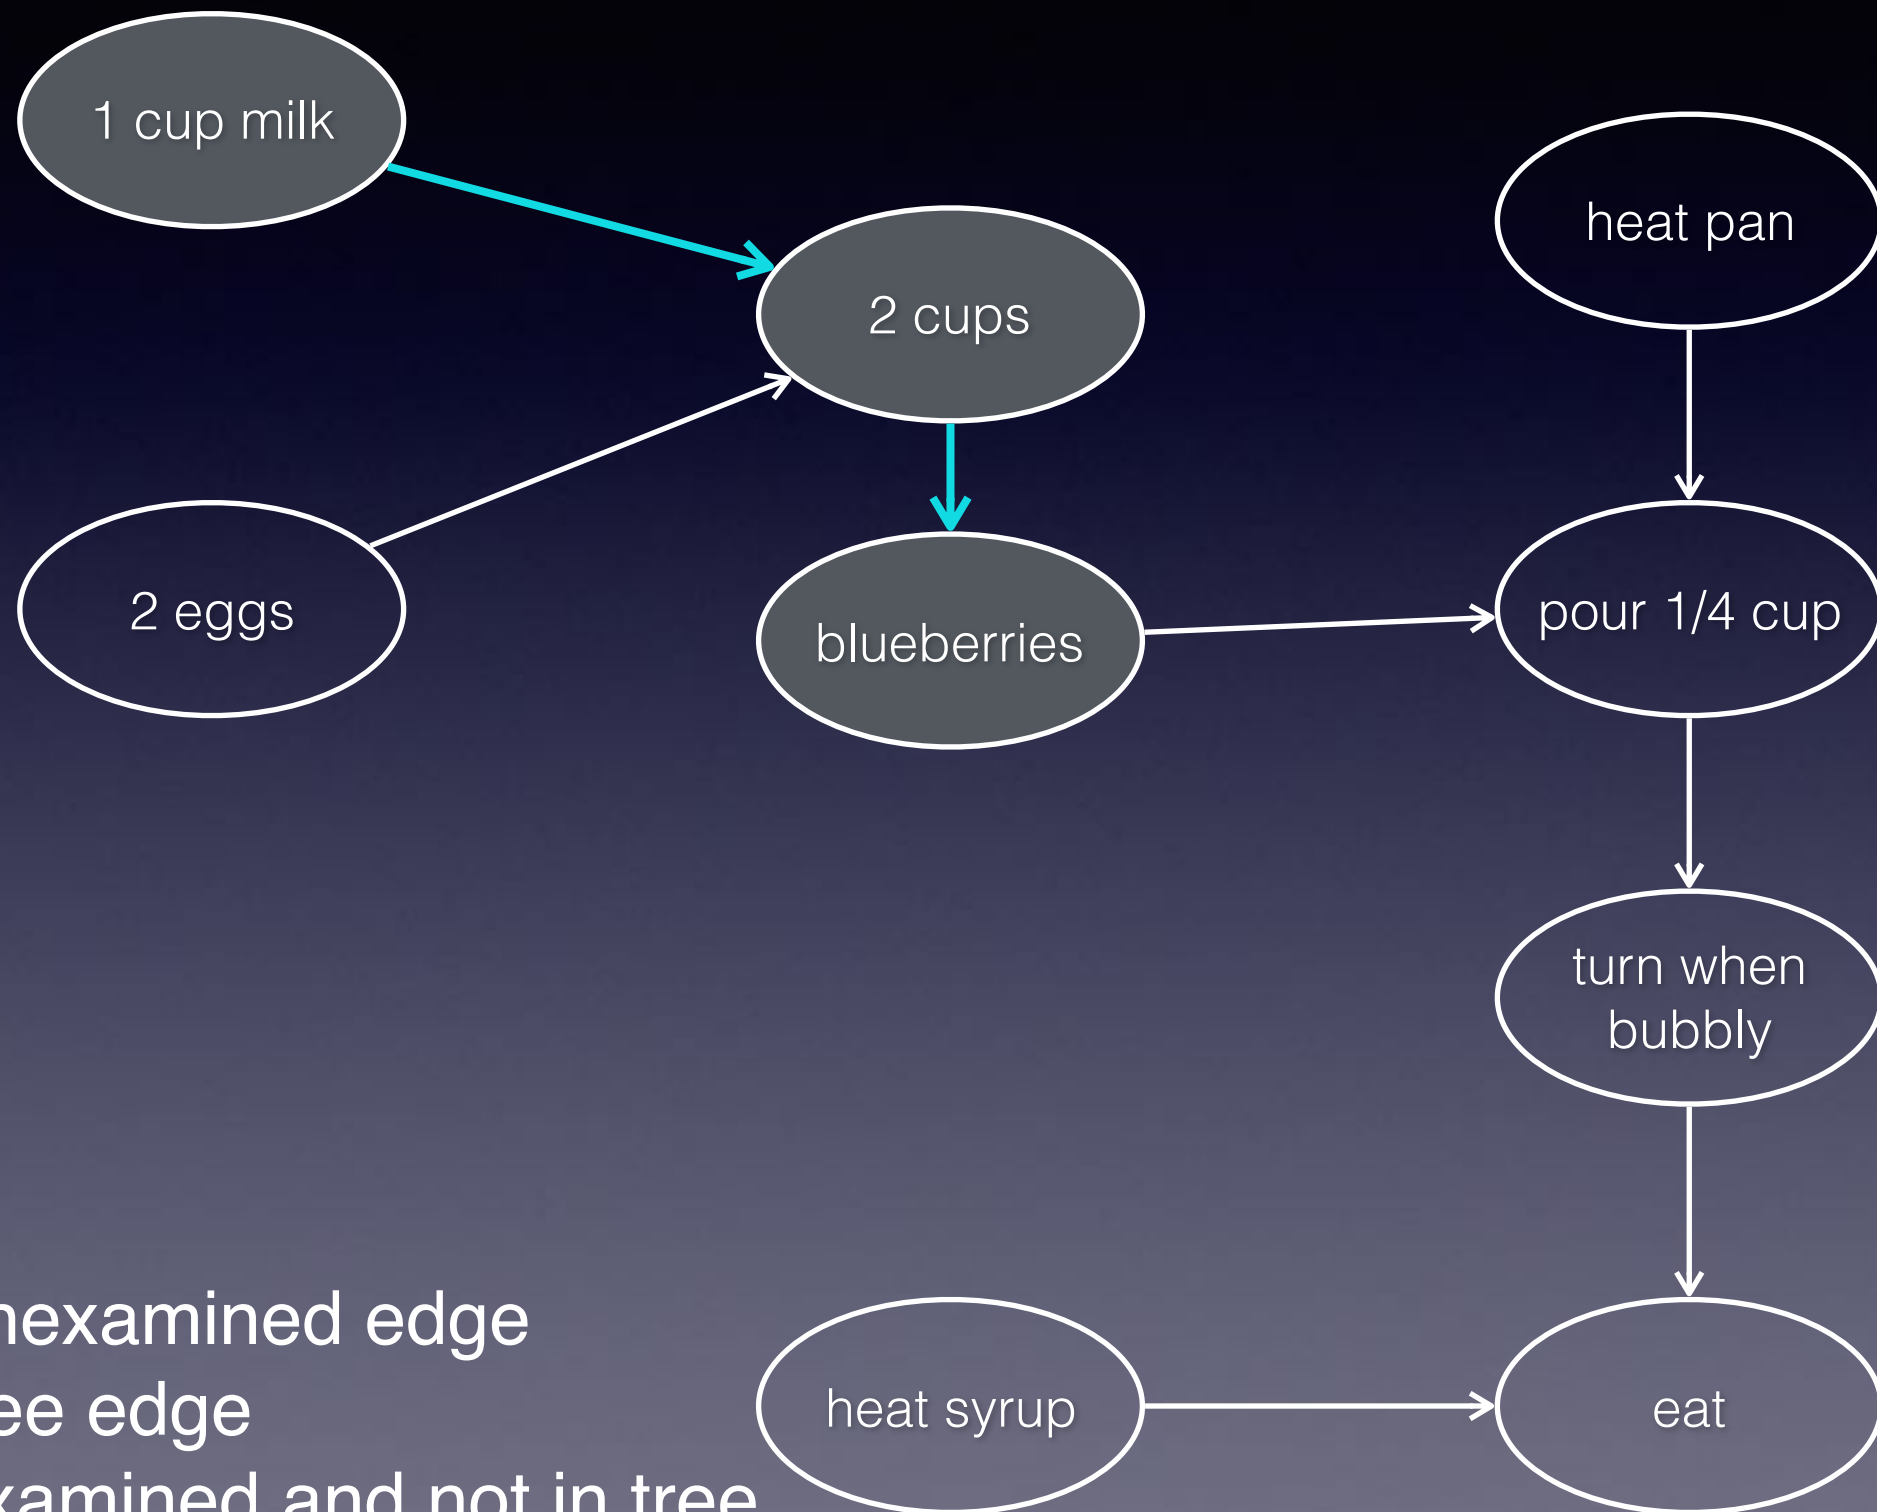 1 cup milk
heat pan
2 cups
2 eggs
blueberries
pour 1/4 cup
turn when
bubbly
nexamined edge
ee edge
xamined and not in tree
heat syrup
eat